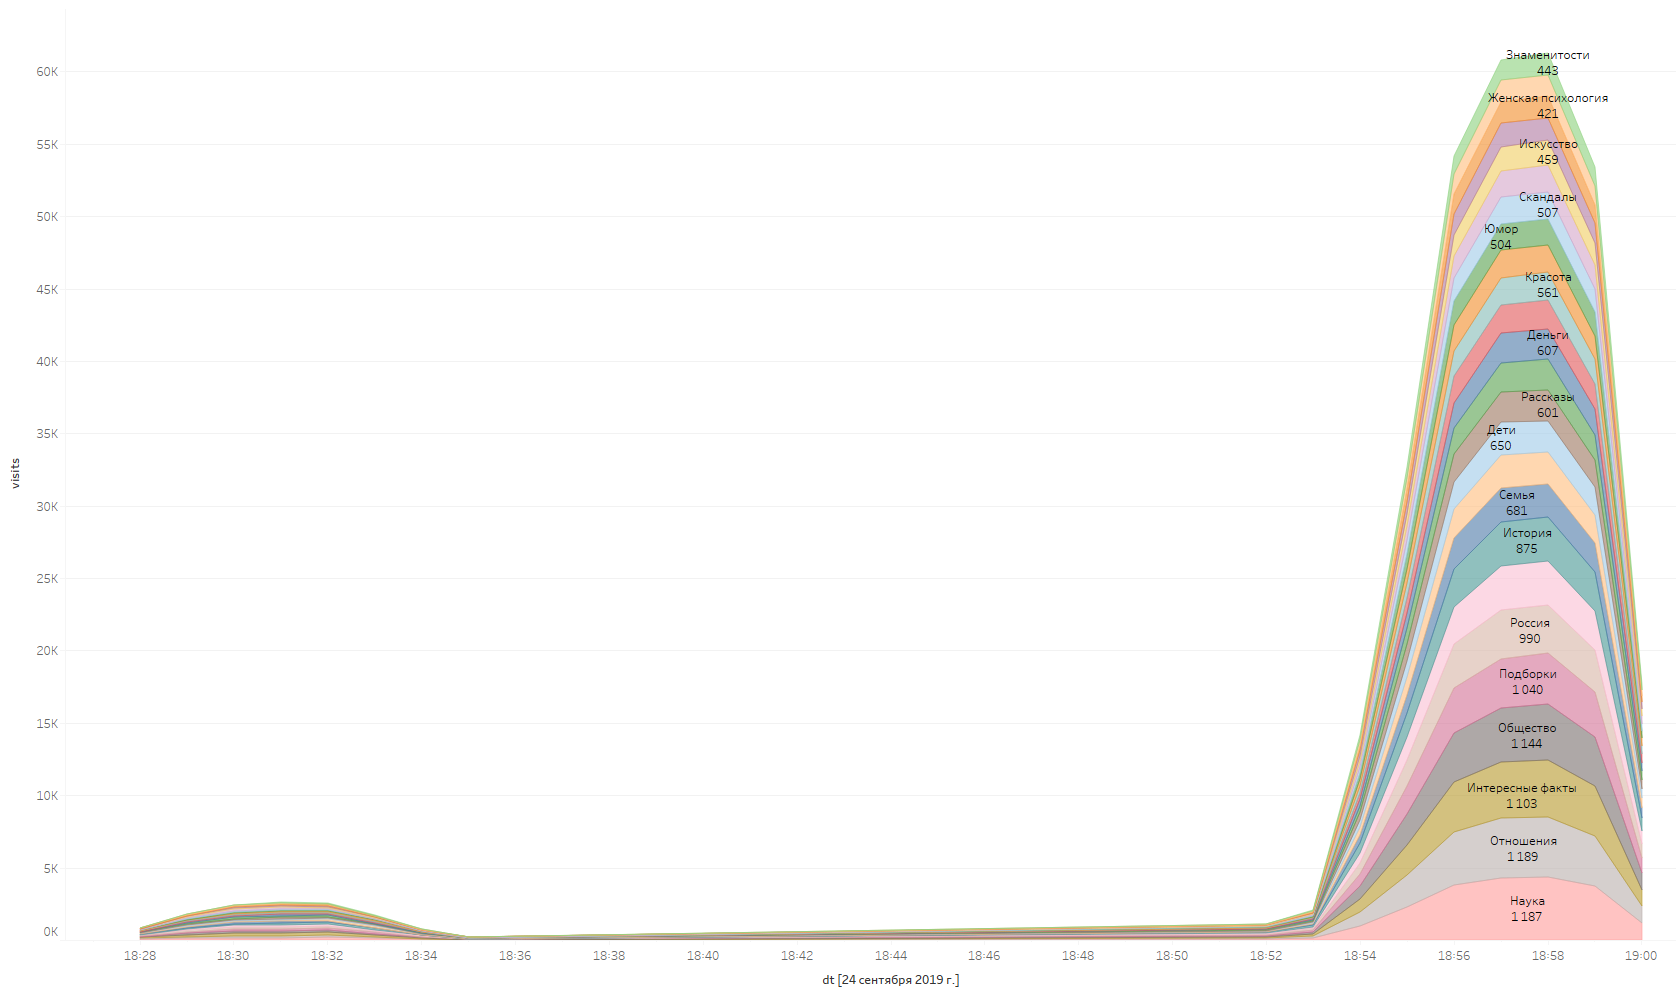 60K
55K
50K
45K
40K
35K
30K
25K
20K
15K
10K
5K
0K
visits
Знаменитости
443
Женская психология
421
Искусство
459
Скандалы
507
Юмор
504
Красота
561
Деньги
607
Рассказы
601
Дети
650
Семья
681
История
875
Россия
990
Подборки
1 040
Общество
1 144
Интересные факты
1 103
Отношения
1 189
Наука
1 187
18:28 18:30 18:32 18:34 18:36 18:38 18:40 18:42 18:44 18:46 18:48 18:50 18:52 18:54 18:56 18:58 19:00
dt [24 сентября 2019 г.]